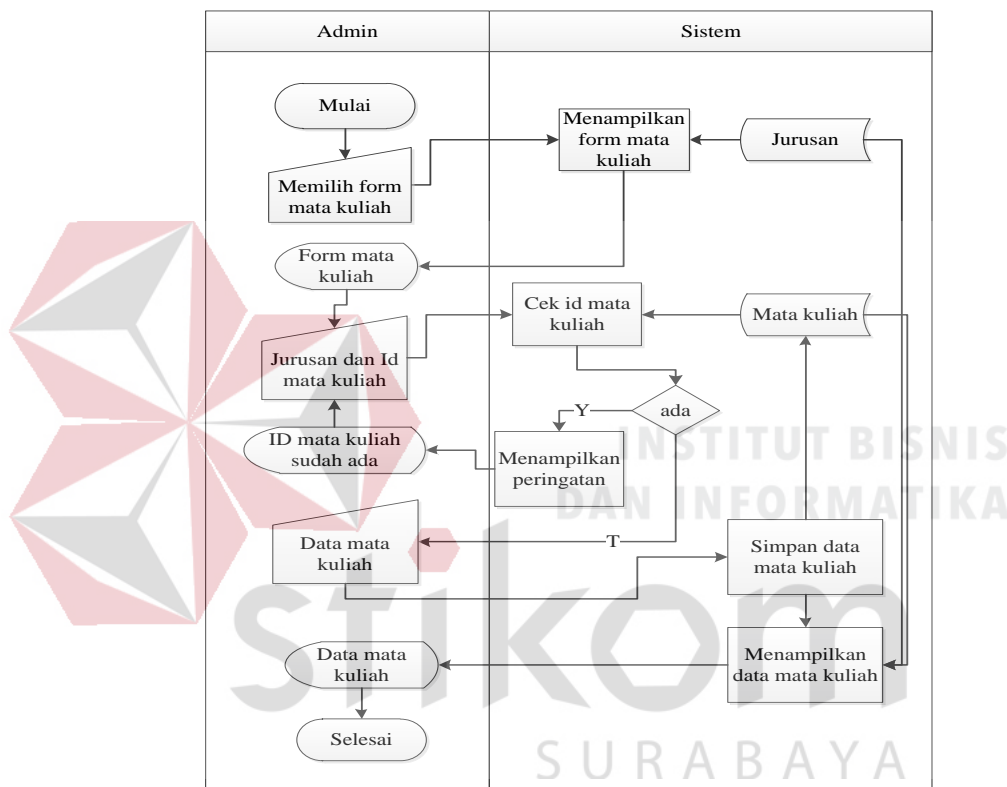 Admin
Sistem
Mulai
Menampilkan
form mata
kuliah
Jurusan
Memilih form
mata kuliah
Form mata
kuliah
Cek id mata
kuliah
Mata kuliah
Jurusan dan Id
mata kuliah
ada
Y
ID mata kuliah
sudah ada
Menampilkan
peringatan
INSTITUT BISNIS
DAN INFORMATIKA
Data mata
kuliah
T
Simpan data
mata kuliah
stikom
Data mata
kuliah
Menampilkan
data mata kuliah
Selesai
SURABAYA